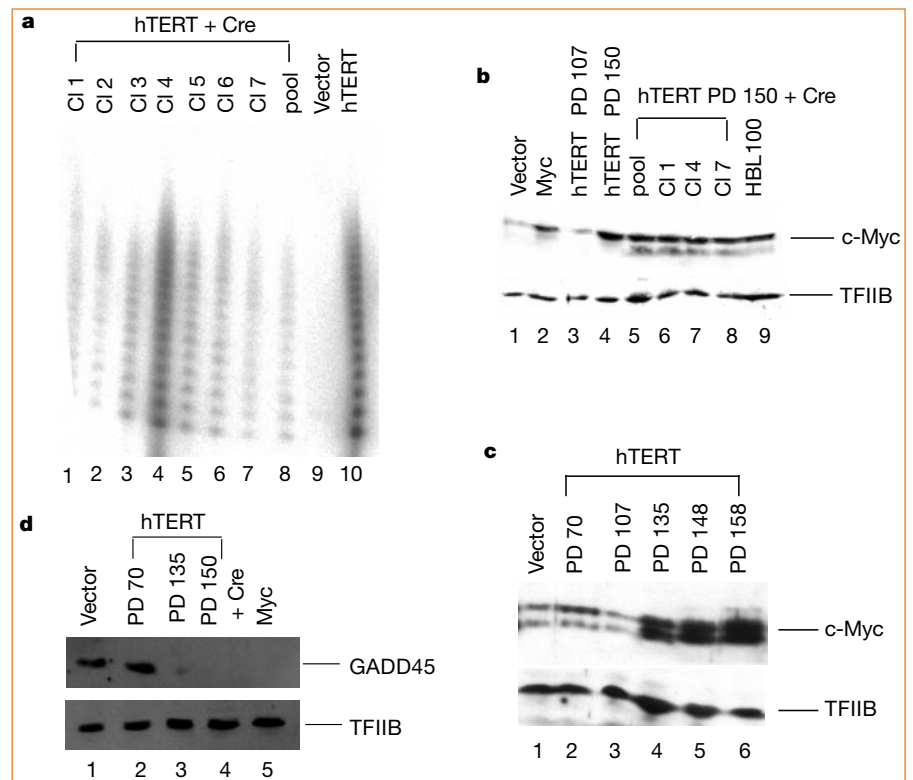 a
hTERT + Cre
Cl 1
Cl 2
Cl 3
Cl 4
Cl 5
Cl 6
Cl 7
pool
Vector
hTERT
1 2 3 4 5 6 7 8 9 10
b
Vector
Myc
hTERT PD 107
hTERT PD 150
hTERT PD 150 + Cre
pool
Cl 1
Cl 4
Cl 7
HBL100
c-Myc
TFIIB
1 2 3 4 5 6 7 8 9
c
hTERT
Vector
PD 70
PD 107
PD 135
PD 148
PD 158
c-Myc
TFIIB
1 2 3 4 5 6
d
hTERT
Vector
PD 70
PD 135
PD 150
+ Cre
Myc
GADD45
TFIIB
1 2 3 4 5